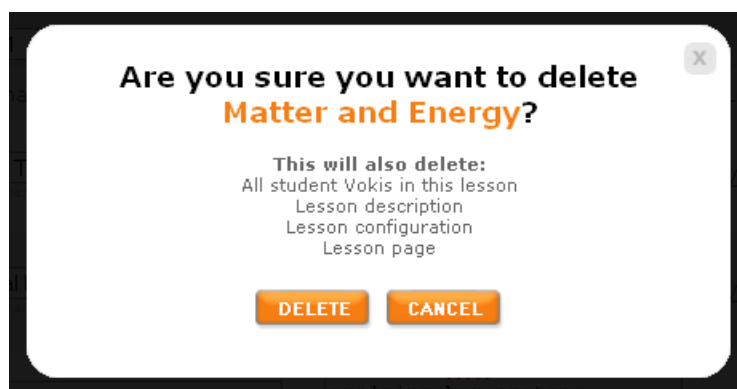 X
Are you sure you want to delete
Matter and Energy?
This will also delete:
All student Vokis in this lesson
Lesson description
Lesson configuration
Lesson page
DELETE CANCEL